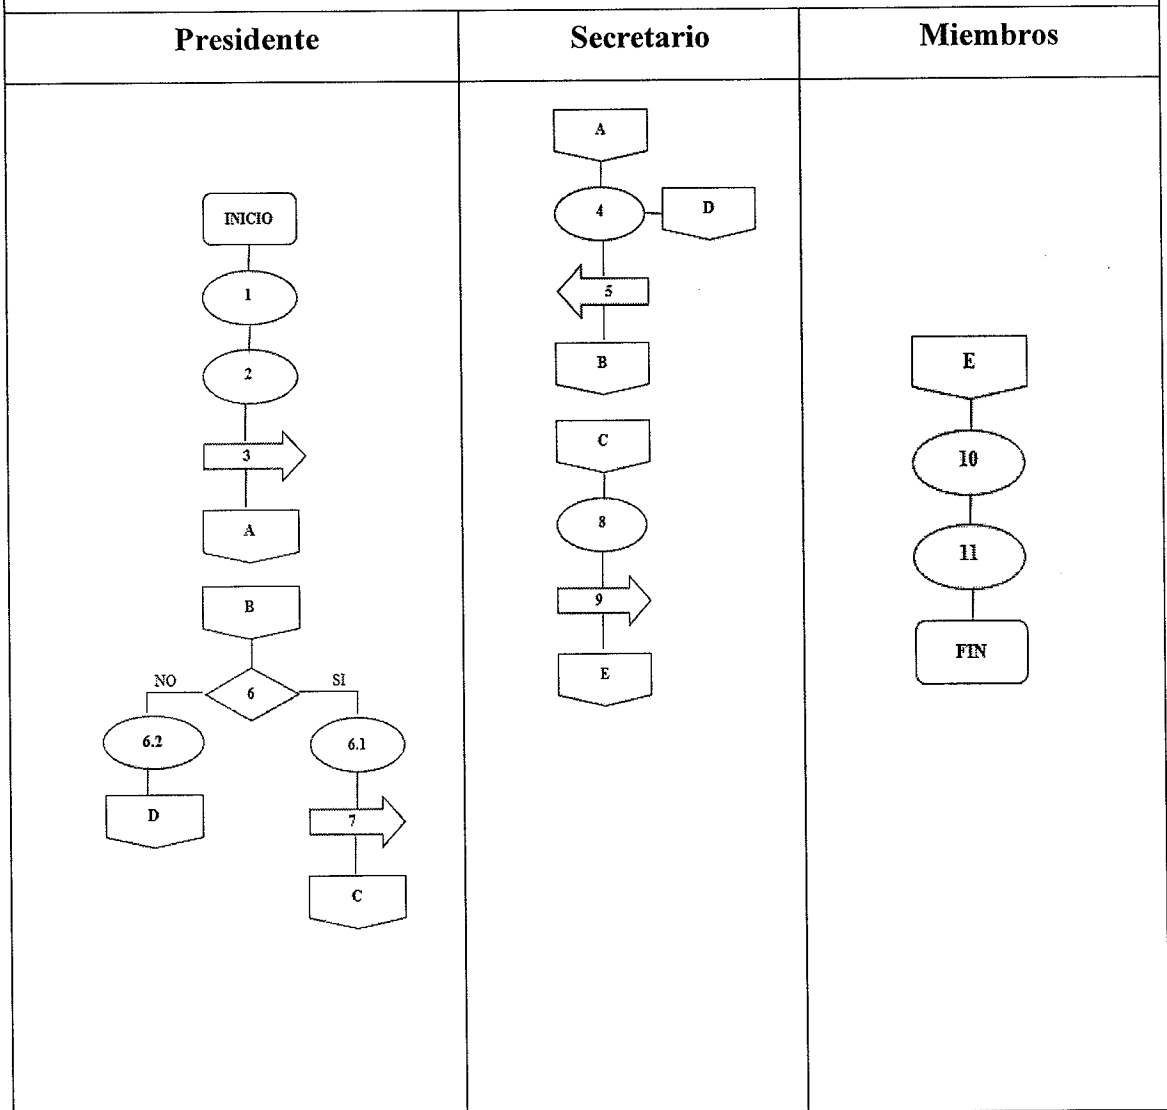 Presidente
Secretario
Miembros
INICIO
1
2
3
A
B
6
NO
SI
6.2
6.1
D
7
C
A
4
D
5
B
C
8
9
E
E
10
11
FIN